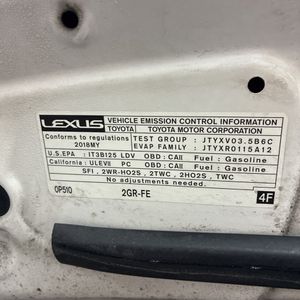 LEXUS VEHICLE EMISSION CONTROL INFORMATION
TOYOTA TOYOTA MOTOR CORPORATION
Conforms to regulations
2018MY
TEST GROUP : JTYXV03.5B6C
EVAP FAMILY : JTYXR0115A12
U.S.EPA : IT3B125 LDV OBD: CAII Fuel : Gasoline
California: ULEVII PC OBD: CAII Fuel : Gasoline
SFI , 2WR-HO2S , 2TWC , 2HO2S , TWC
No adjustments needed.
OP510 2GR-FE 4F